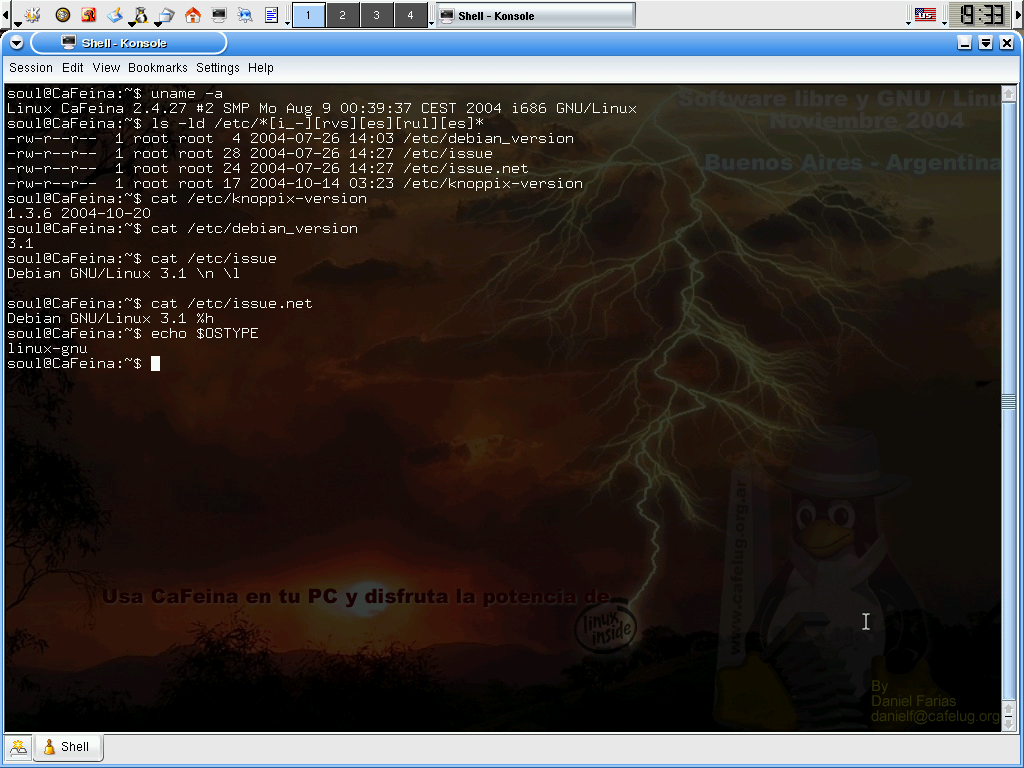 1 2 3 4 Shell - Konsole 19:33
Shell - Konsole
Session Edit View Bookmarks Settings Help
soul@CaFeina:~$ uname -a
Linux CaFeina 2.4.27 #2 SMP Mo Aug 9 00:39:37 CEST 2004 i686 GNU/Linux
soul@CaFeina:~$ ls -ld /etc/*[i_-][rvs][es][rul][es]*
-rw-r--r--  1 root root  4 2004-07-26 14:03 /etc/debian_version
-rw-r--r--  1 root root 28 2004-07-26 14:27 /etc/issue
-rw-r--r--  1 root root 24 2004-07-26 14:27 /etc/issue.net
-rw-r--r--  1 root root 17 2004-10-14 03:23 /etc/knoppix-version
soul@CaFeina:~$ cat /etc/knoppix-version
1.3.6 2004-10-20
soul@CaFeina:~$ cat /etc/debian_version
3.1
soul@CaFeina:~$ cat /etc/issue
Debian GNU/Linux 3.1 \n \l
soul@CaFeina:~$ cat /etc/issue.net
Debian GNU/Linux 3.1 %h
soul@CaFeina:~$ echo $OSTYPE
linux-gnu
soul@CaFeina:~$
Software libre y GNU / Linu
Noviembre 2004
Buenos Aires - Argentina
www.cafelug.org.ar
Usa CaFeina en tu PC y disfruta la potencia de
linux
inside
By
Daniel Farias
danielf@cafelug.org
Shell